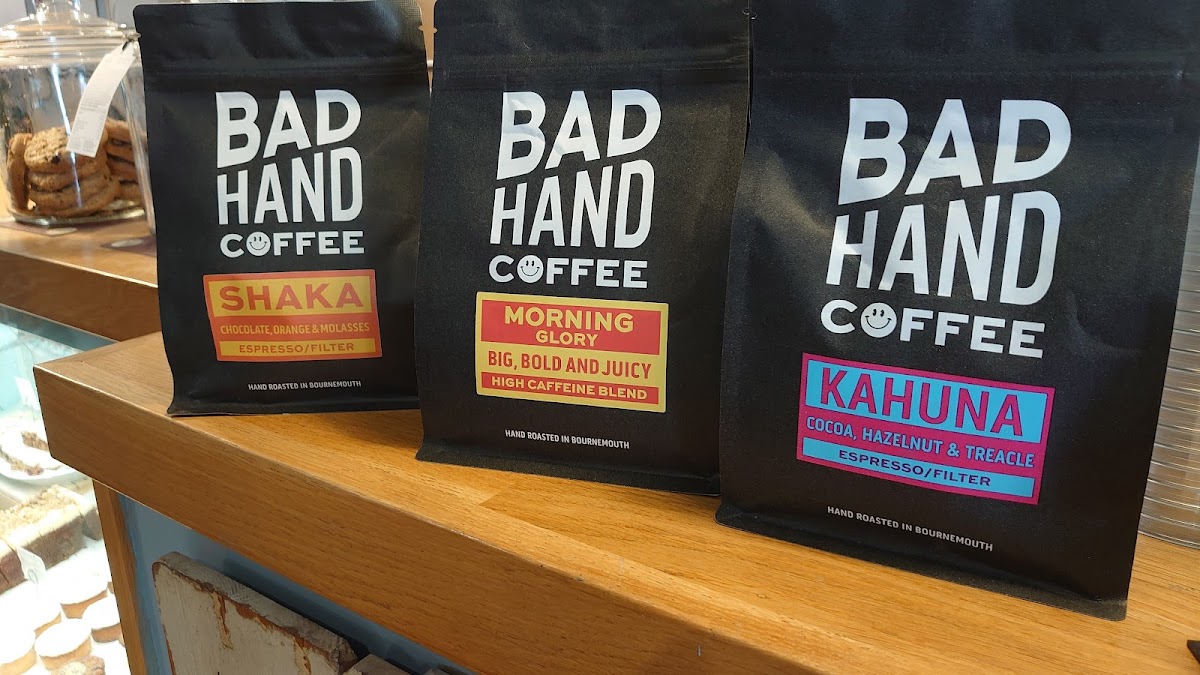 BAD
HAND
COFFEE
SHAKA
CHOCOLATE, ORANGE & MOLASSES
ESPRESSO/FILTER
HAND ROASTED IN BOURNEMOUTH
BAD
HAND
COFFEE
MORNING
GLORY
BIG, BOLD AND JUICY
HIGH CAFFEINE BLEND
HAND ROASTED IN BOURNEMOUTH
BAD
HAND
COFFEE
KAHUNA
COCOA, HAZELNUT & TREACLE
ESPRESSO/FILTER
HAND ROASTED IN BOURNEMOUTH